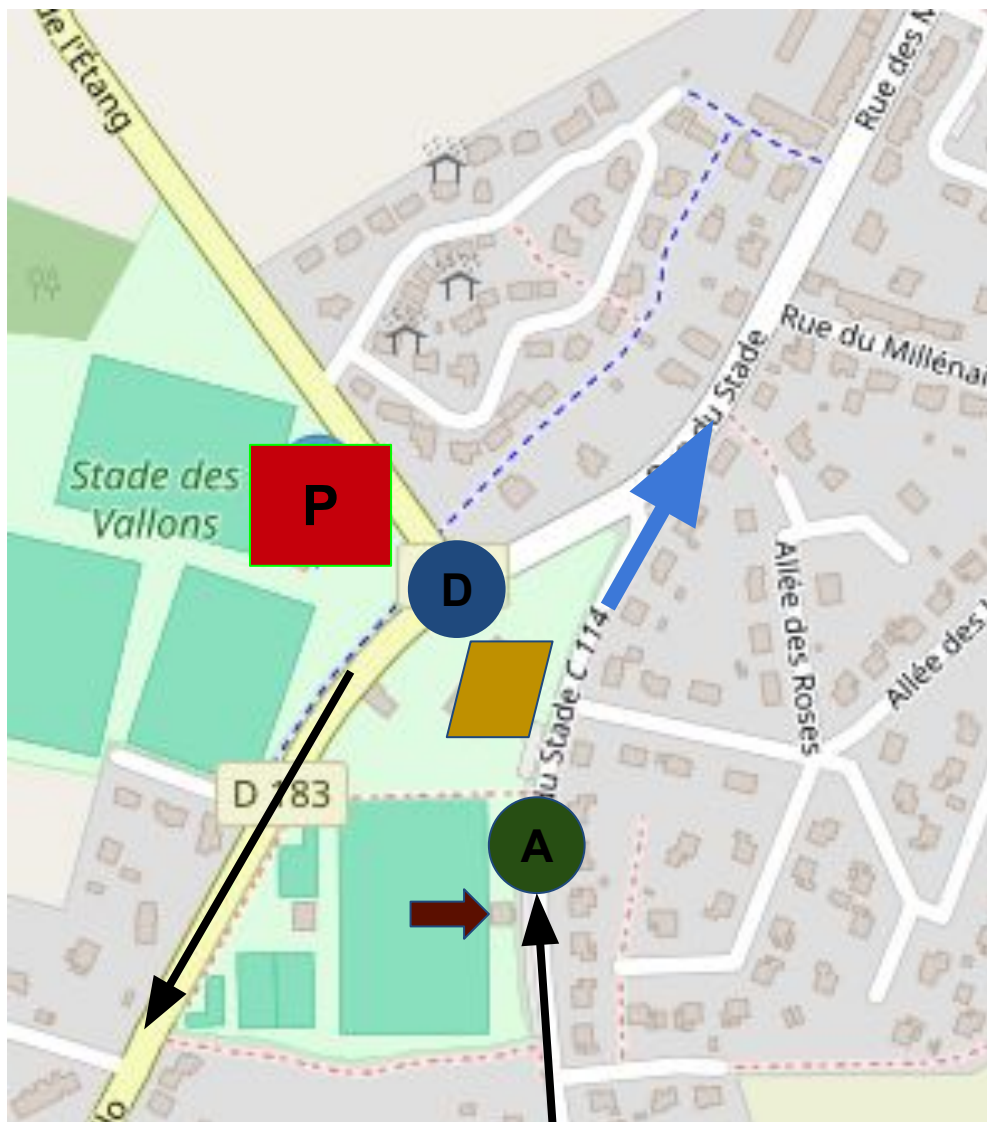 de l'Étang
Rue des M
Rue du Millénai
du Stade
Stade des
Vallons
P
D
Allée des Roses
Allée des
du Stade C 114
D 183
A
lo